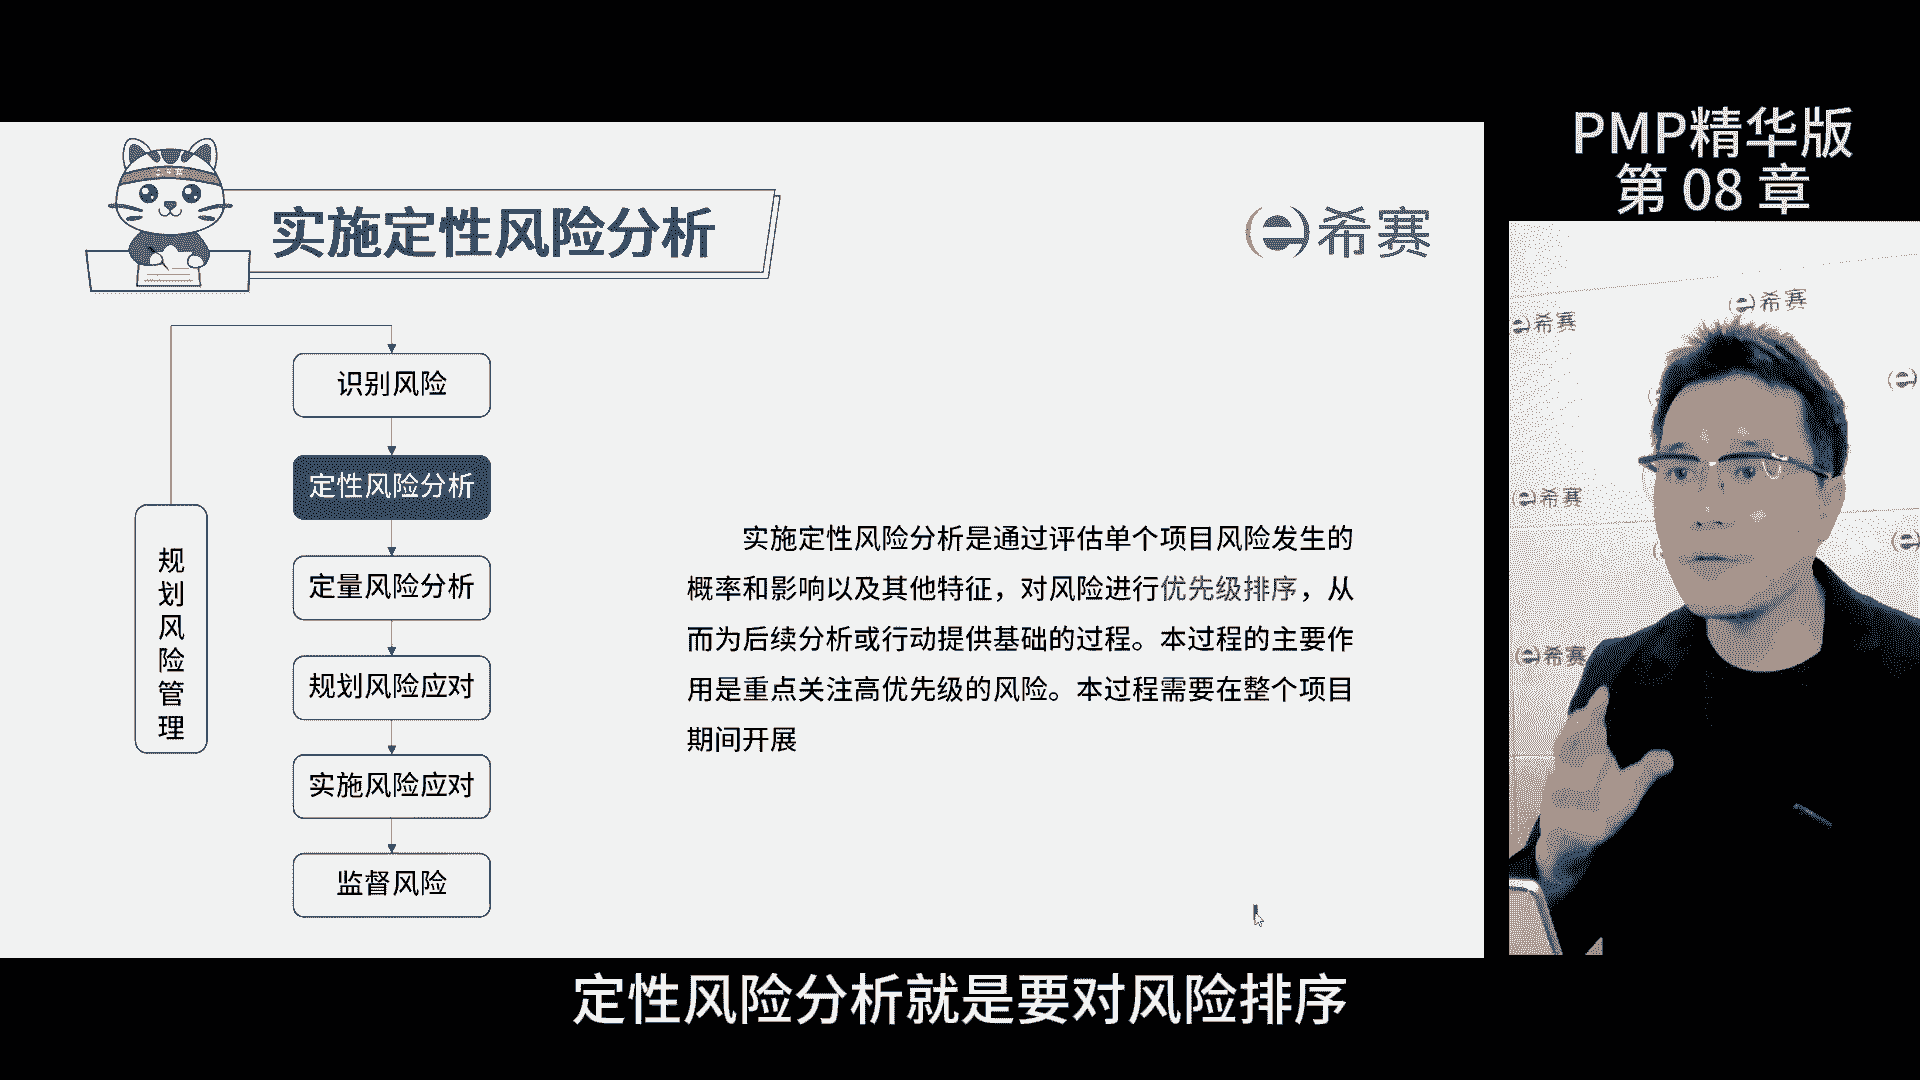 PMP精华版
第 08 章
实施定性风险分析
希赛
识别风险
定性风险分析
定量风险分析
规划风险应对
实施风险应对
监督风险
规划风险管理
实施定性风险分析是通过评估单个项目风险发生的
概率和影响以及其他特征，对风险进行优先级排序，从
而为后续分析或行动提供基础的过程。本过程的主要作
用是重点关注高优先级的风险。本过程需要在整个项目
期间开展
希赛
希赛
希赛
希赛
定性风险分析就是要对风险排序